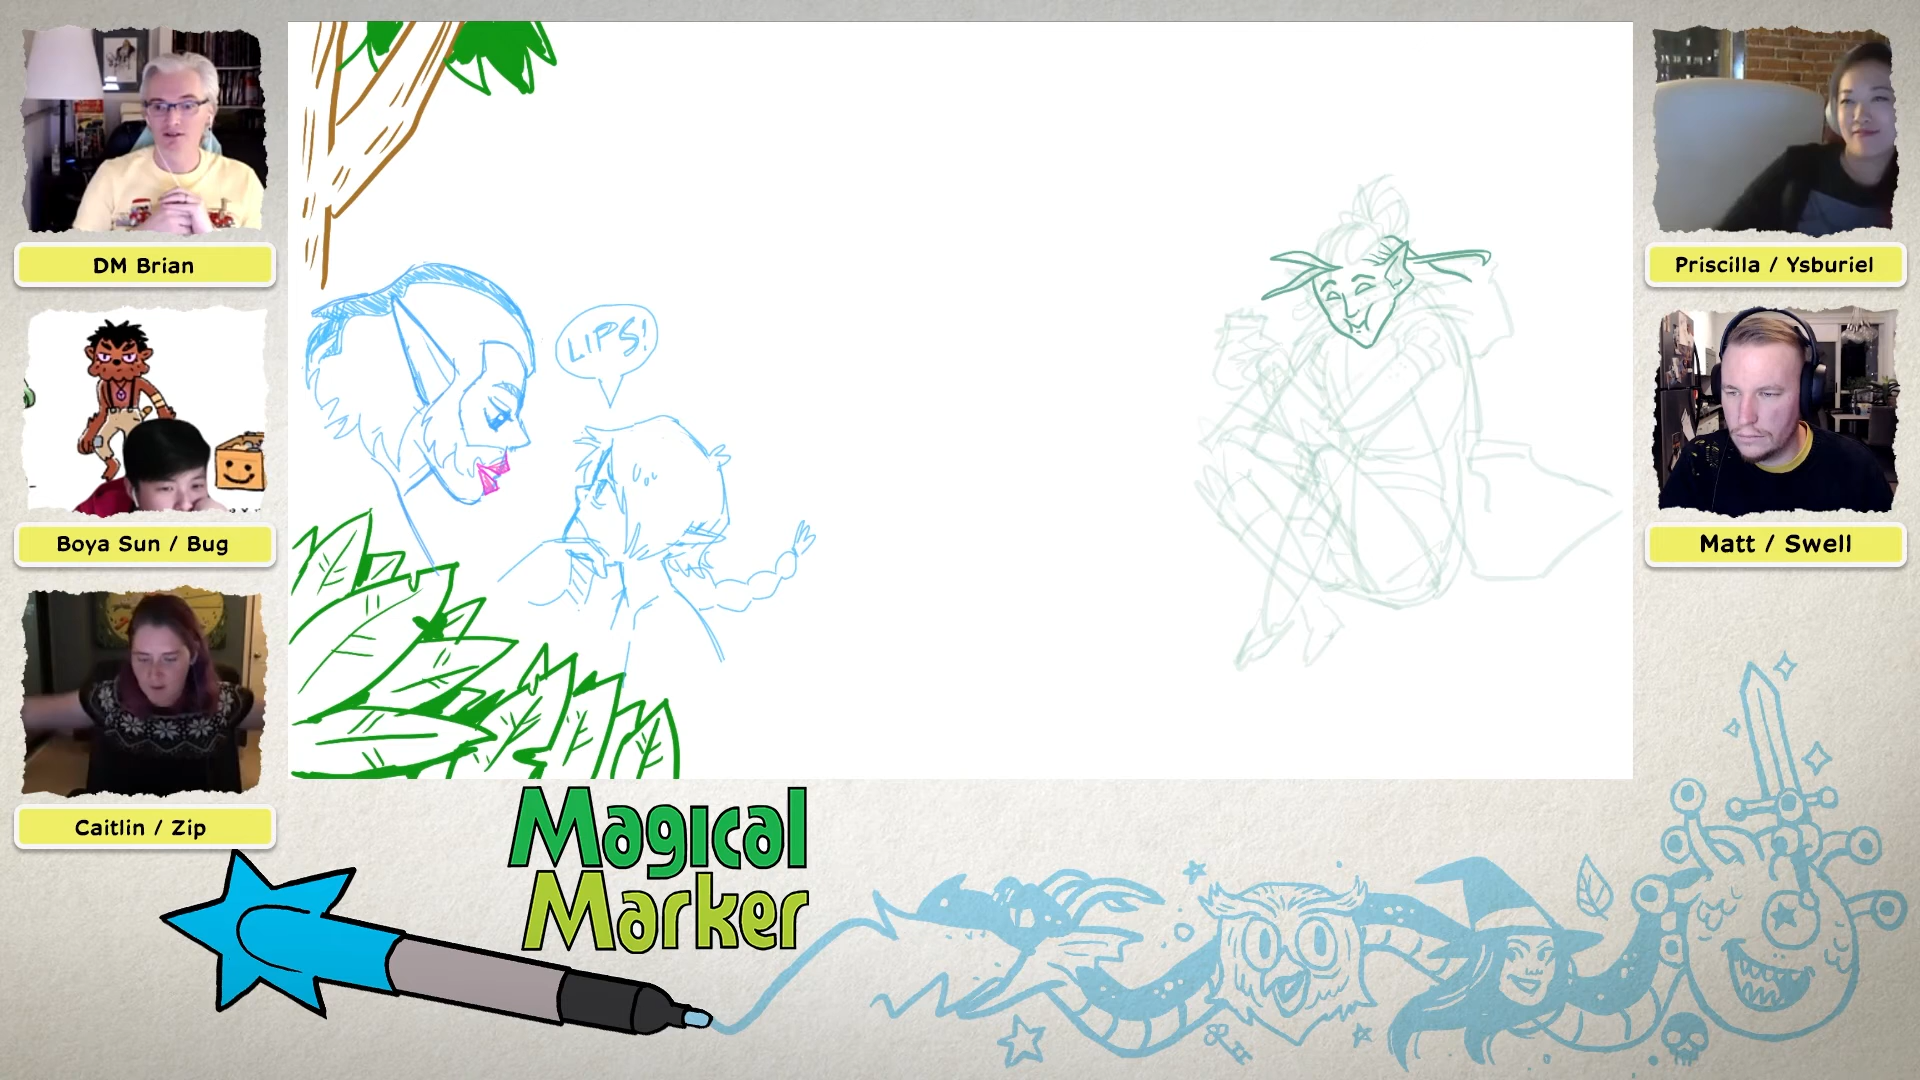 DM Brian
Boya Sun / Bug
Caitlin / Zip
LIPS!
Priscilla / Ysburiel
Matt / Swell
Magical
Marker